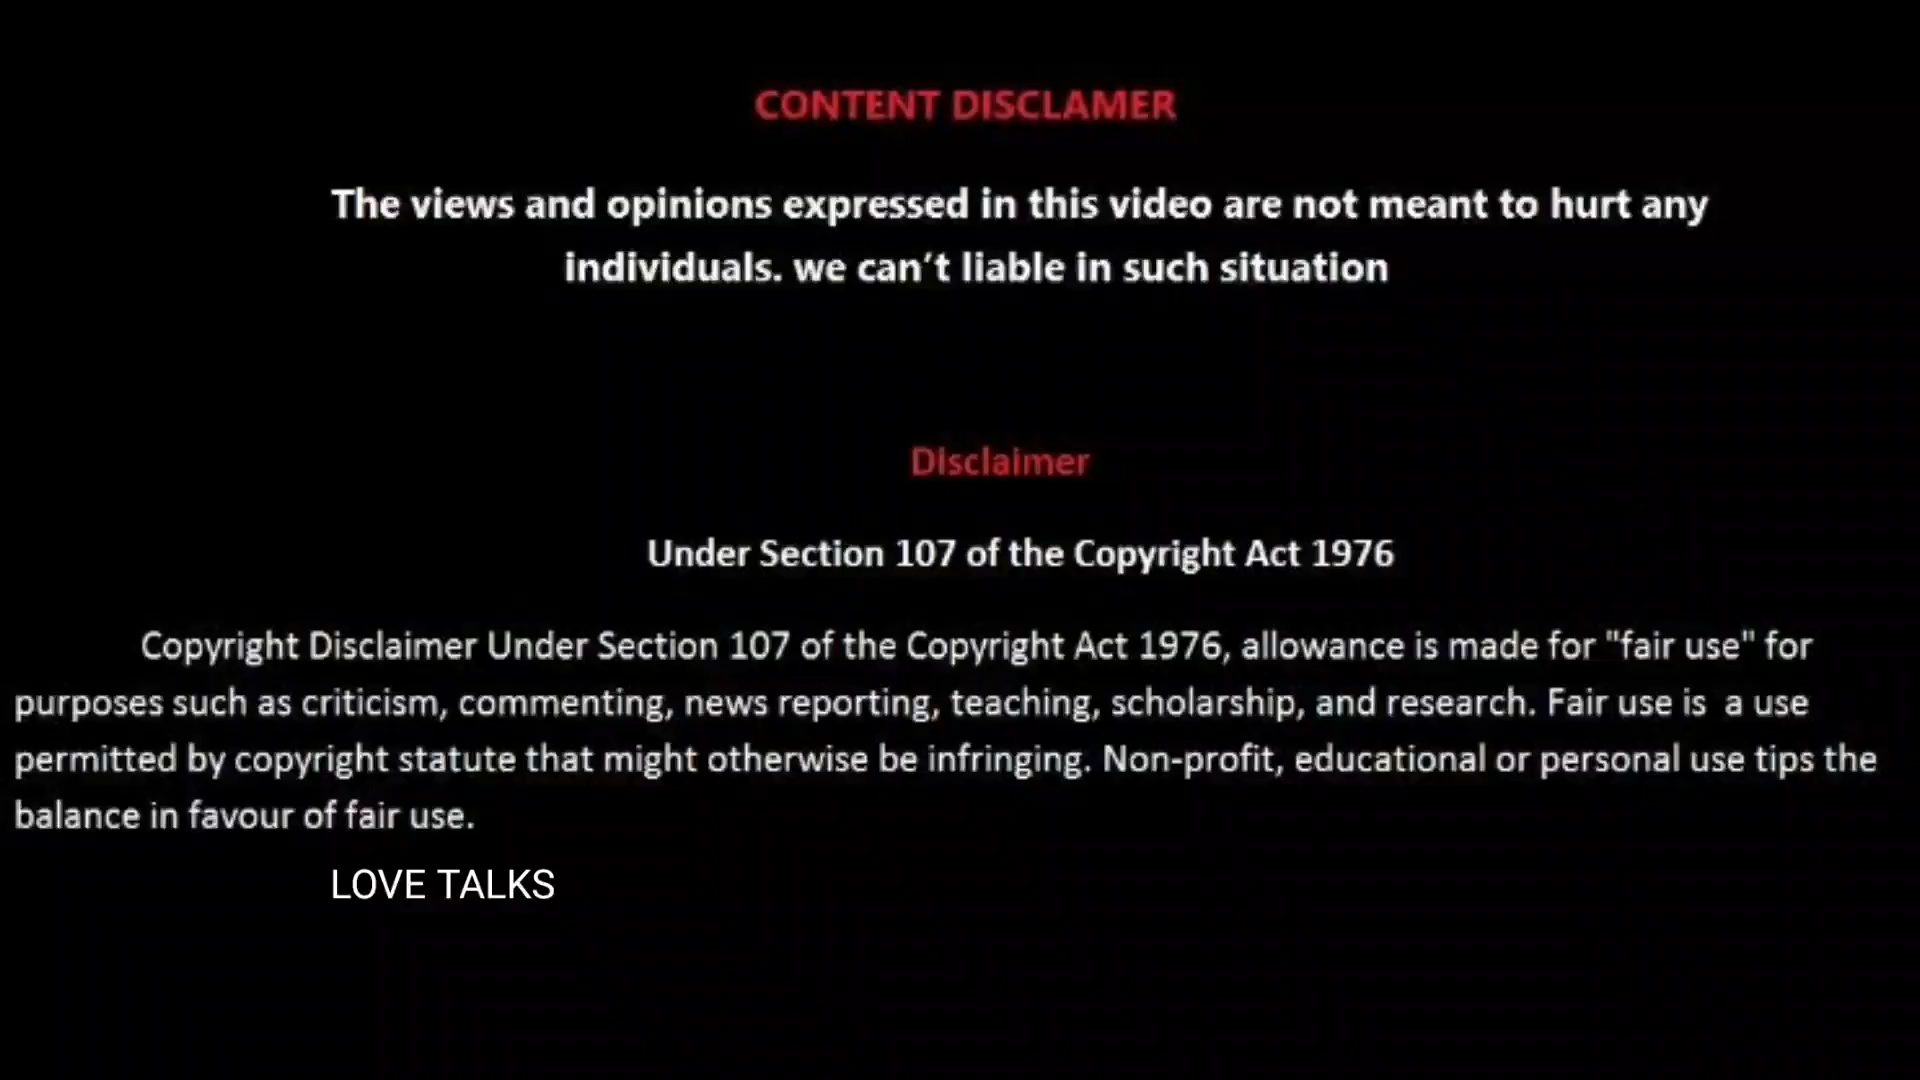 CONTENT DISCLAMER
The views and opinions expressed in this video are not meant to hurt any
individuals. we can't liable in such situation
Disclaimer
Under Section 107 of the Copyright Act 1976
Copyright Disclaimer Under Section 107 of the Copyright Act 1976, allowance is made for "fair use" for
purposes such as criticism, commenting, news reporting, teaching, scholarship, and research. Fair use is a use
permitted by copyright statute that might otherwise be infringing. Non-profit, educational or personal use tips the
balance in favour of fair use.
LOVE TALKS